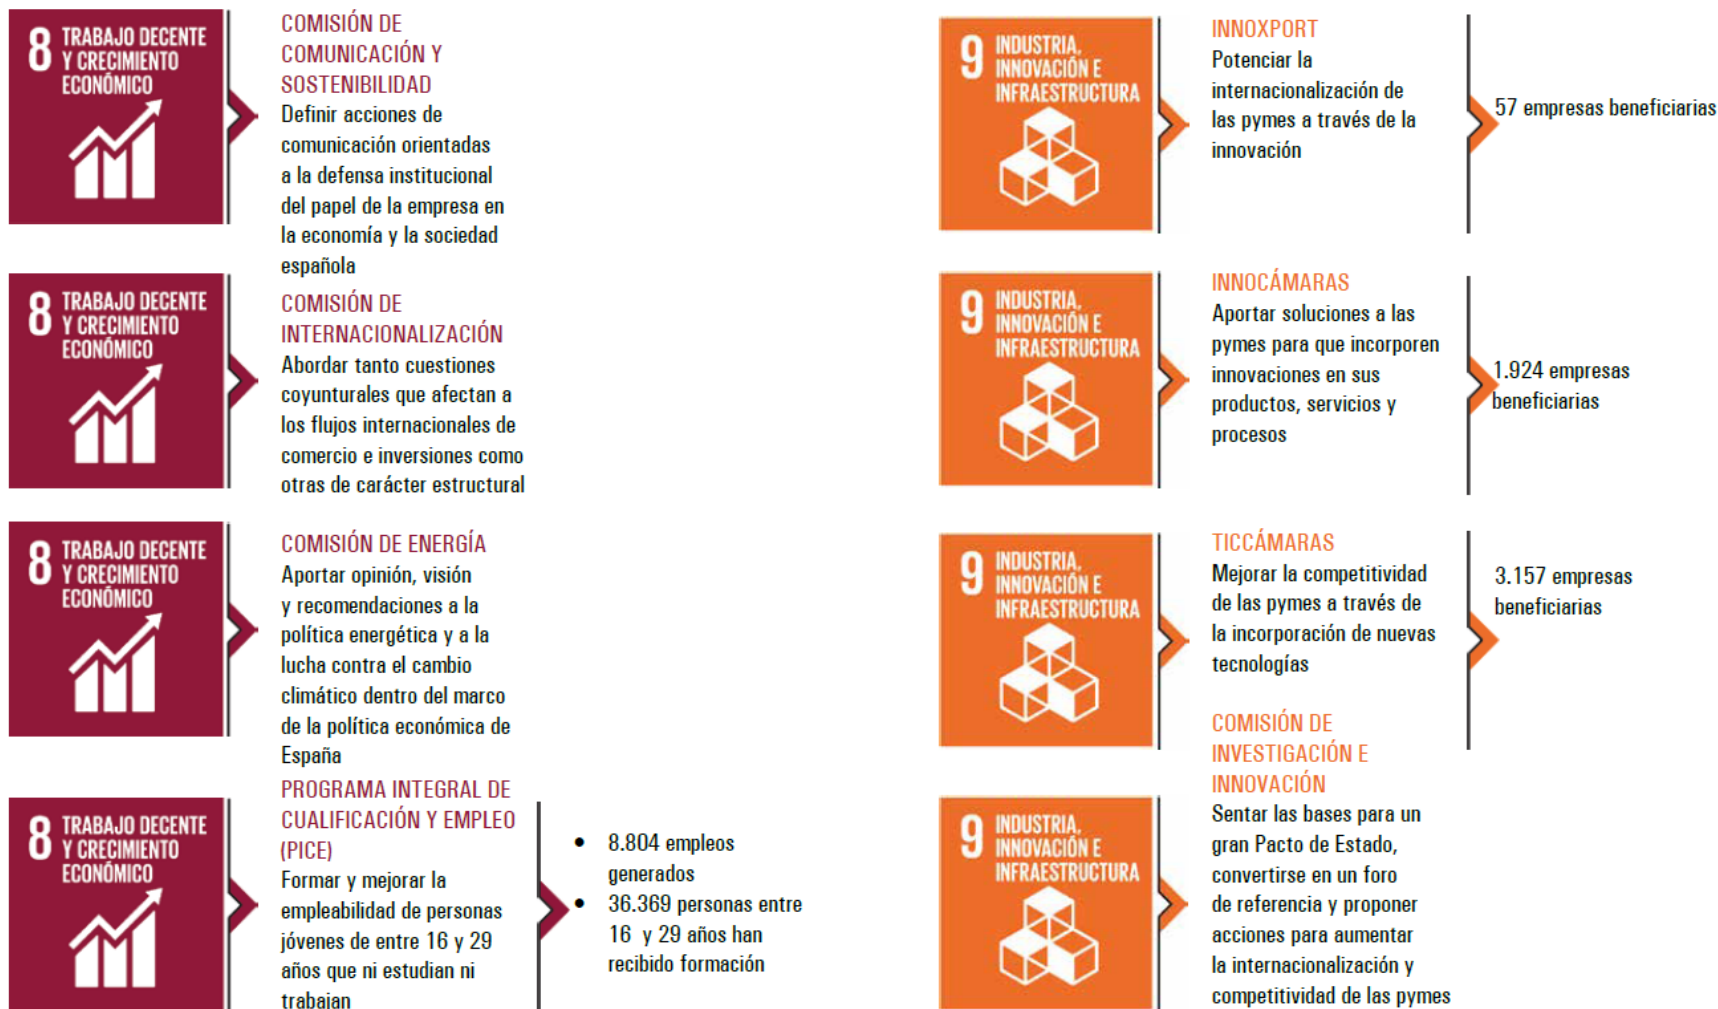 8 TRABAJO DECENTE
Y CRECIMIENTO
ECONÓMICO
COMISIÓN DE
COMUNICACIÓN Y
SOSTENIBILIDAD
Definir acciones de
comunicación orientadas
a la defensa institucional
del papel de la empresa en
la economía y la sociedad
española
8 TRABAJO DECENTE
Y CRECIMIENTO
ECONÓMICO
COMISIÓN DE
INTERNACIONALIZACIÓN
Abordar tanto cuestiones
coyunturales que afectan a
los flujos internacionales de
comercio e inversiones como
otras de carácter estructural
8 TRABAJO DECENTE
Y CRECIMIENTO
ECONÓMICO
COMISIÓN DE ENERGÍA
Aportar opinión, visión
y recomendaciones a la
política energética y a la
lucha contra el cambio
climático dentro del marco
de la política económica de
España
8 TRABAJO DECENTE
Y CRECIMIENTO
ECONÓMICO
PROGRAMA INTEGRAL DE
CUALIFICACIÓN Y EMPLEO
(PICE)
Formar y mejorar la
empleabilidad de personas
jóvenes de entre 16 y 29
años que ni estudian ni
trabajan
• 8.804 empleos
generados
• 36.369 personas entre
16 y 29 años han
recibido formación
9 INDUSTRIA,
INNOVACIÓN E
INFRAESTRUCTURA
INNOXPORT
Potenciar la
internacionalización de
las pymes a través de la
innovación
57 empresas beneficiarias
9 INDUSTRIA,
INNOVACIÓN E
INFRAESTRUCTURA
INNOCÁMARAS
Aportar soluciones a las
pymes para que incorporen
innovaciones en sus
productos, servicios y
procesos
1.924 empresas
beneficiarias
9 INDUSTRIA,
INNOVACIÓN E
INFRAESTRUCTURA
TICCÁMARAS
Mejorar la competitividad
de las pymes a través de
la incorporación de nuevas
tecnologías
3.157 empresas
beneficiarias
9 INDUSTRIA,
INNOVACIÓN E
INFRAESTRUCTURA
COMISIÓN DE
INVESTIGACIÓN E
INNOVACIÓN
Sentar las bases para un
gran Pacto de Estado,
convertirse en un foro
de referencia y proponer
acciones para aumentar
la internacionalización y
competitividad de las pymes